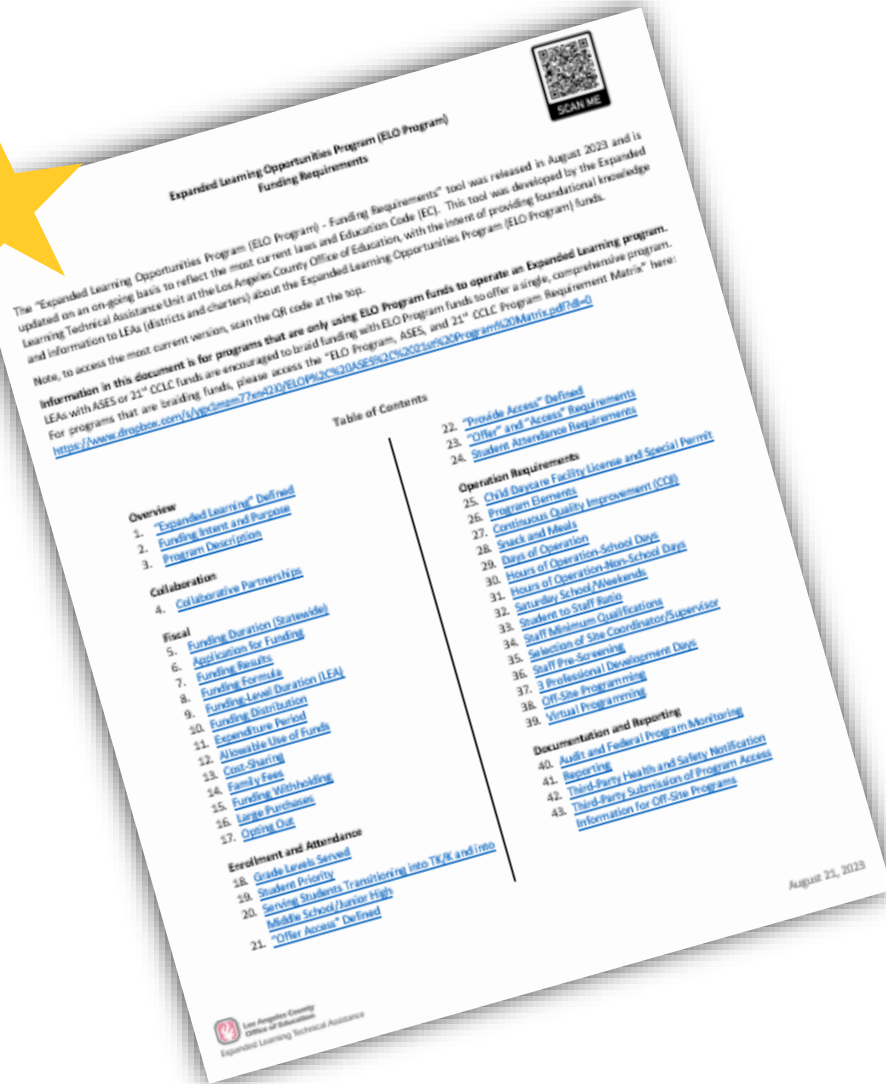 SCAN ME
Expanded Learning Opportunities Program (ELO Program)
Funding Requirements
The "Expanded Learning Opportunities Program (ELO Program) - Funding Requirements" tool was released in August 2023 and is
updated on an on-going basis to reflect the most current laws and Education Code (EC). This tool was developed by the Expanded
Learning Technical Assistance Unit at the Los Angeles County Office of Education, with the intent of providing foundational knowledge
and information to LEAs (districts and charters) about the Expanded Learning Opportunities Program (ELO Program) funds.
Note, to access the most current version, scan the QR code at the top.
Information in this document is for programs that are only using ELO Program funds to operate an Expanded Learning program.
LEAs with ASES or 21st CCLC funds are encouraged to braid funding with ELO Program funds to offer a single, comprehensive program.
For programs that are braiding funds, please access the "ELO Program, ASES, and 21st CCLC Program Requirement Matrix" here:
Table of Contents
Overview
1. "Expanded Learning" Defined
2. Funding Intent and Purpose
3. Program Description
Collaboration
4. Collaborative Partnerships
Fiscal
5. Funding Duration (Statewide)
6. Application for Funding
7. Funding Results
8. Funding Formula
9. Funding-Level Duration (LEA)
10. Funding Distribution
11. Expenditure Period
12. Allowable Use of Funds
13. Cost-Sharing
14. Family Fees
15. Funding Withholding
16. Large Purchases
17. Opting Out
Enrollment and Attendance
18. Grade Levels Served
19. Student Priority
20. Serving Students Transitioning into TK/K and into
Middle School/Junior High
21. "Offer Access" Defined
22. "Provide Access" Defined
23. "Offer" and "Access" Requirements
24. Student Attendance Requirements
Operation Requirements
25. Child Daycare Facility License and Special Permit
26. Program Elements
27. Continuous Quality Improvement (CQI)
28. Snack and Meals
29. Days of Operation
30. Hours of Operation-School Days
31. Hours of Operation-Non-School Days
32. Saturday School/Weekends
33. Student to Staff Ratio
34. Staff Minimum Qualifications
35. Selection of Site Coordinator/Supervisor
36. Staff Pre-Screening
37. 3 Professional Development Days
38. Off-Site Programming
39. Virtual Programming
Documentation and Reporting
40. Audit and Federal Program Monitoring
41. Reporting
42. Third-Party Health and Safety Notification
43. Third-Party Submission of Program Access
Information for Off-Site Programs
August 21, 2023
Los Angeles County
Office of Education
Expanded Learning Technical Assistance